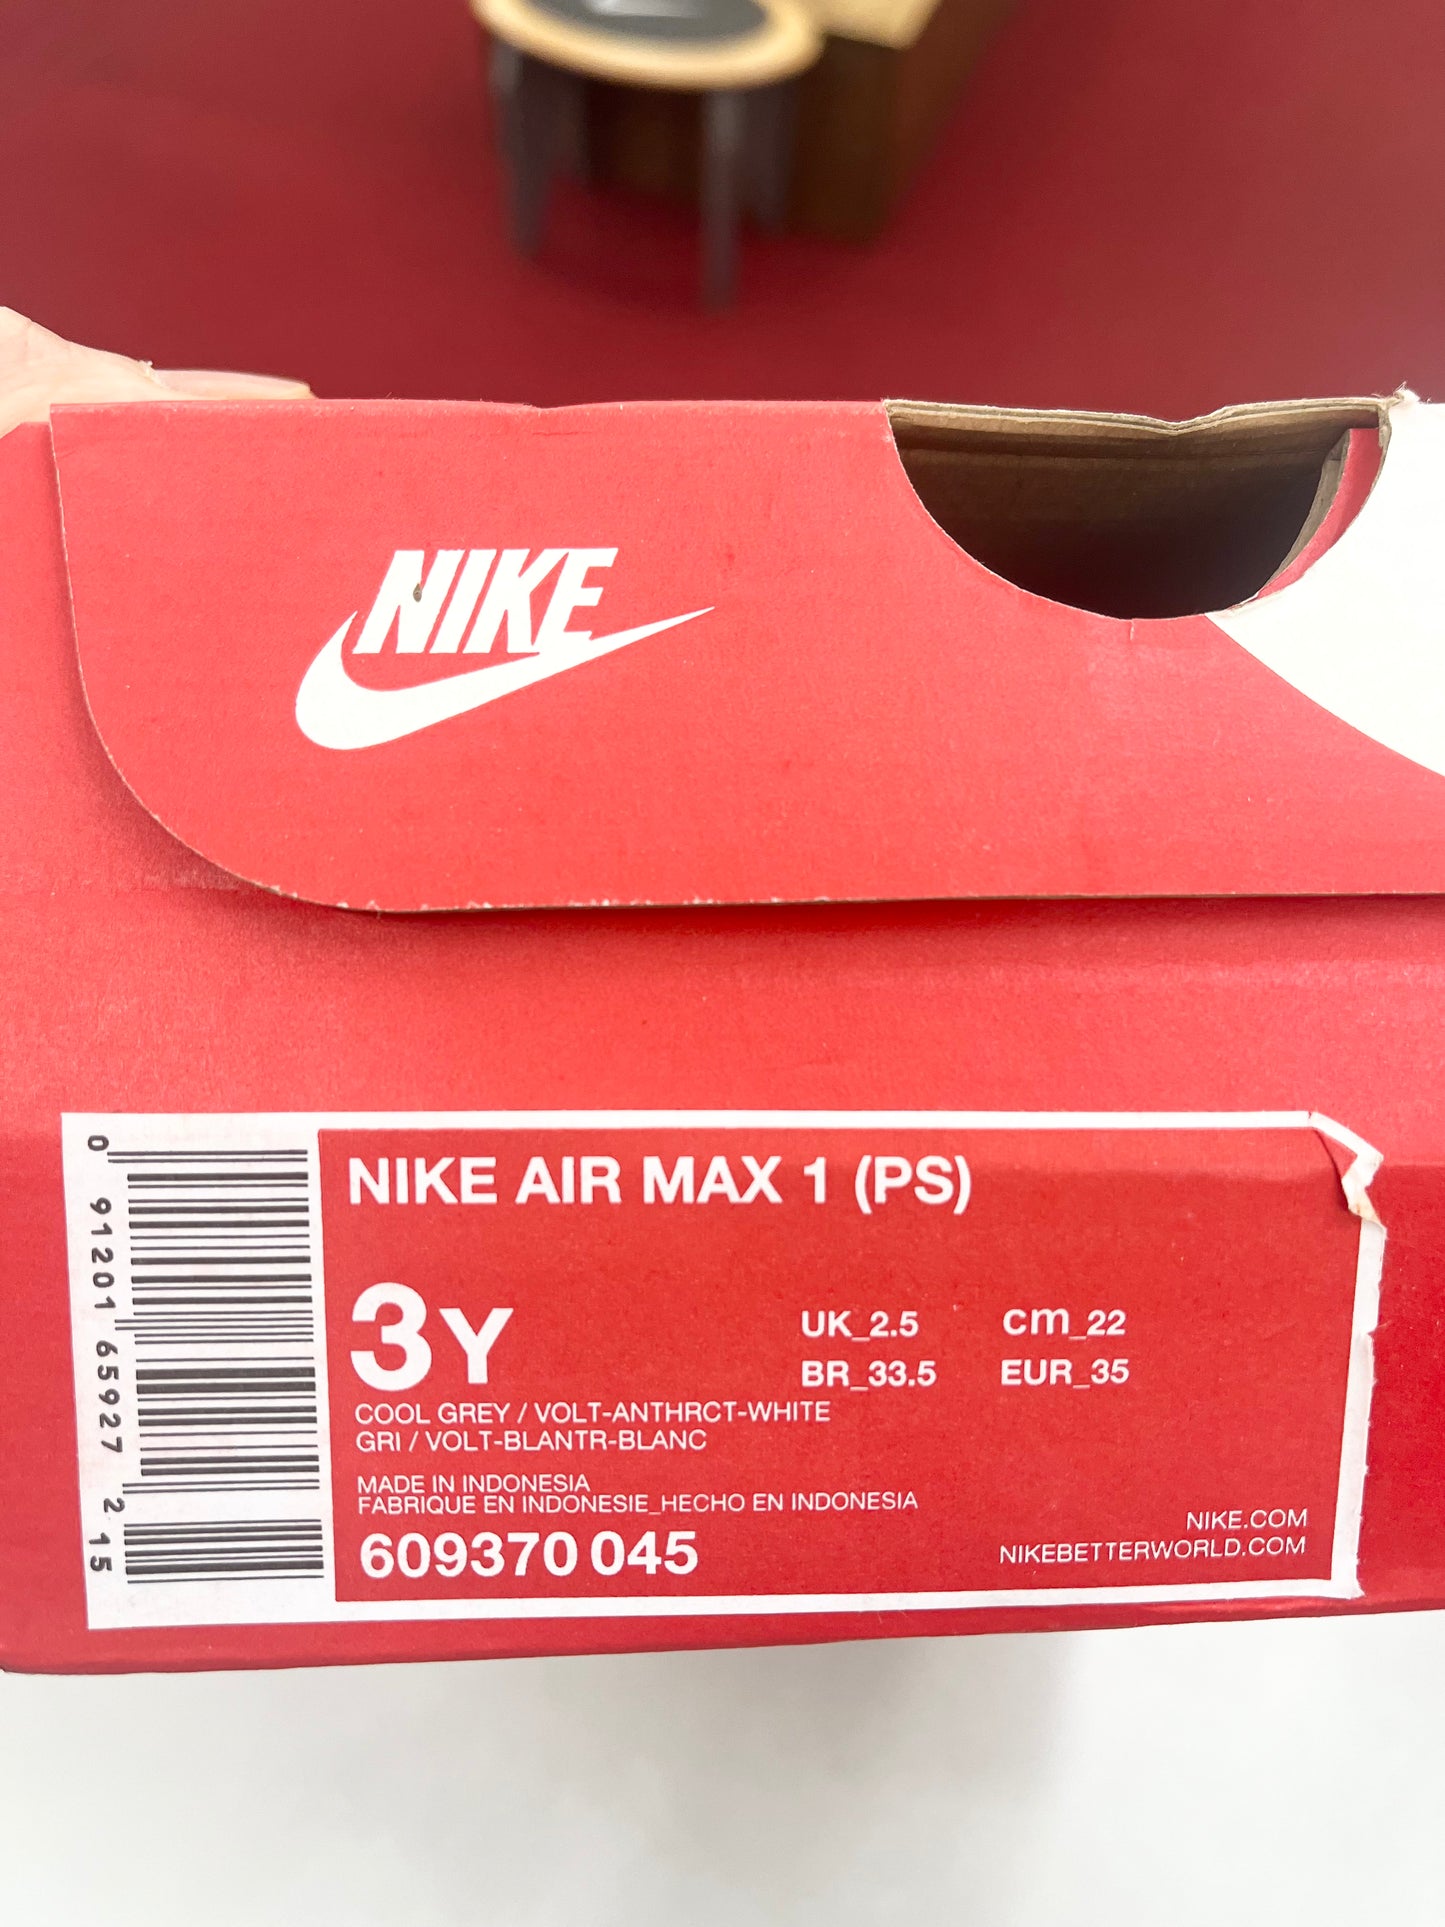 NIKE
NIKE AIR MAX 1 (PS)
3Y
UK_2.5
cm_22
BR_33.5
EUR_35
COOL GREY / VOLT-ANTHRCT-WHITE
GRI / VOLT-BLANTR-BLANC
MADE IN INDONESIA
FABRIQUE EN INDONESIE_HECHO EN INDONESIA
609370 045
NIKE.COM
NIKEBETTERWORLD.COM
0 91201 65927 2 15